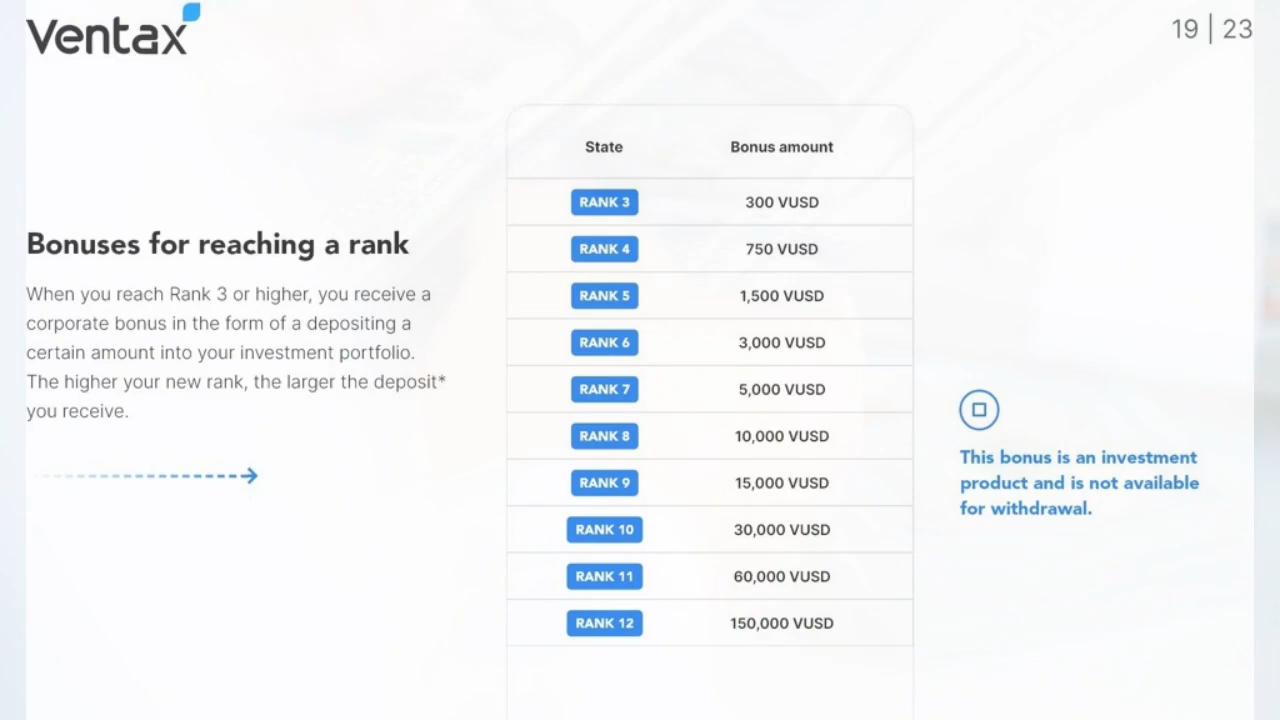 Ventax
19 | 23
Bonuses for reaching a rank
When you reach Rank 3 or higher, you receive a
corporate bonus in the form of a depositing a
certain amount into your investment portfolio.
The higher your new rank, the larger the deposit*
you receive.
State Bonus amount
RANK 3 300 VUSD
RANK 4 750 VUSD
RANK 5 1,500 VUSD
RANK 6 3,000 VUSD
RANK 7 5,000 VUSD
RANK 8 10,000 VUSD
RANK 9 15,000 VUSD
RANK 10 30,000 VUSD
RANK 11 60,000 VUSD
RANK 12 150,000 VUSD
This bonus is an investment
product and is not available
for withdrawal.